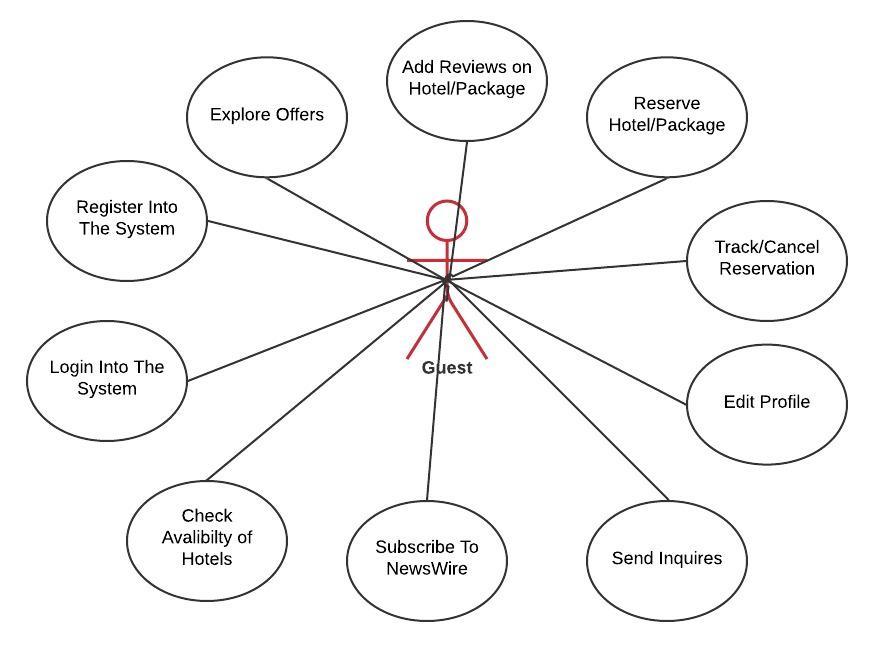 Add Reviews on
Hotel/Package
Explore Offers
Reserve
Hotel/Package
Register Into
The System
Track/Cancel
Reservation
Login Into The
System
Guest
Edit Profile
Check
Avalibilty of
Hotels
Subscribe To
NewsWire
Send Inquires